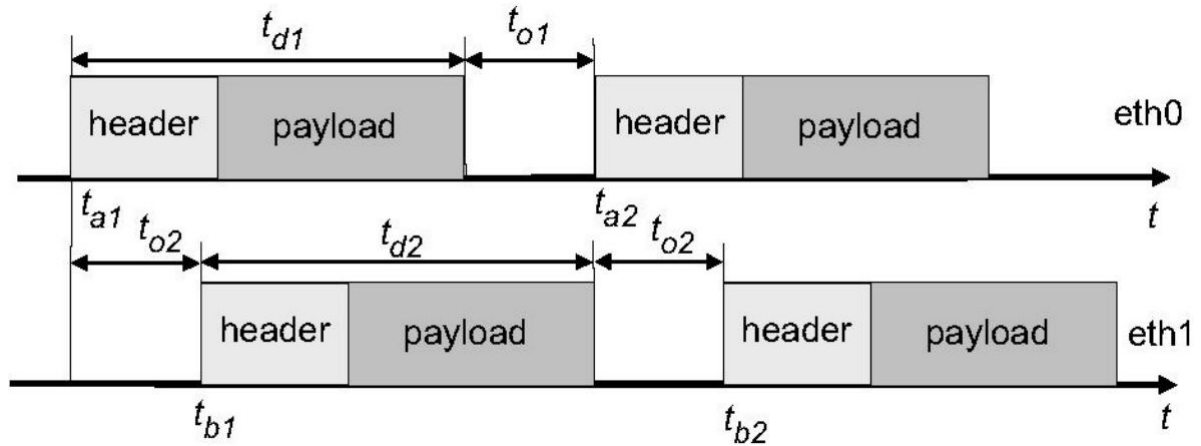 t_d1 t_o1
header payload header payload eth0
t_a1 t_a2 t
t_o2 t_d2 t_o2
header payload header payload eth1
t_b1 t_b2 t